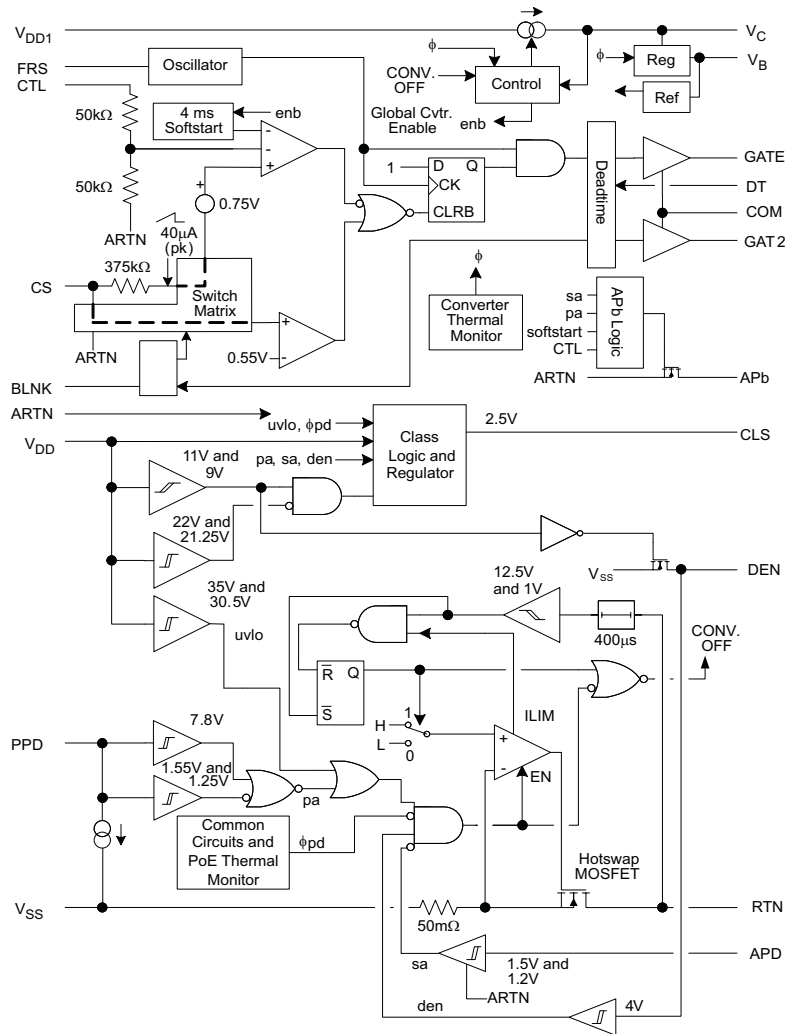 VDD1
VC
FRS
Oscillator
ϕ
CONV.
OFF
Control
ϕ
Reg
VB
Ref
CTL
50kΩ
4 ms
Softstart
enb
Global Cvtr.
Enable
enb
-
-
+
50kΩ
+
0.75V
1
D
Q
CK
CLRB
Deadtime
GATE
DT
COM
GAT2
ARTN
40μA
(pk)
375kΩ
CS
Switch
Matrix
ARTN
+
0.55V
-
ϕ
Converter
Thermal
Monitor
sa
pa
softstart
CTL
APb Logic
BLNK
ARTN
APb
ARTN
uvlo, ϕpd
2.5V
CLS
VDD
Class
Logic and
Regulator
pa, sa, den
11V and
9V
22V and
21.25V
VSS
DEN
35V and
30.5V
uvlo
12.5V
and 1V
400μs
CONV.
OFF
R
Q
S
1
H
L
0
ILIM
+
-
EN
PPD
7.8V
1.55V and
1.25V
pa
Common
Circuits and
PoE Thermal
Monitor
ϕpd
Hotswap
MOSFET
VSS
50mΩ
RTN
sa
1.5V and
1.2V
APD
ARTN
den
4V